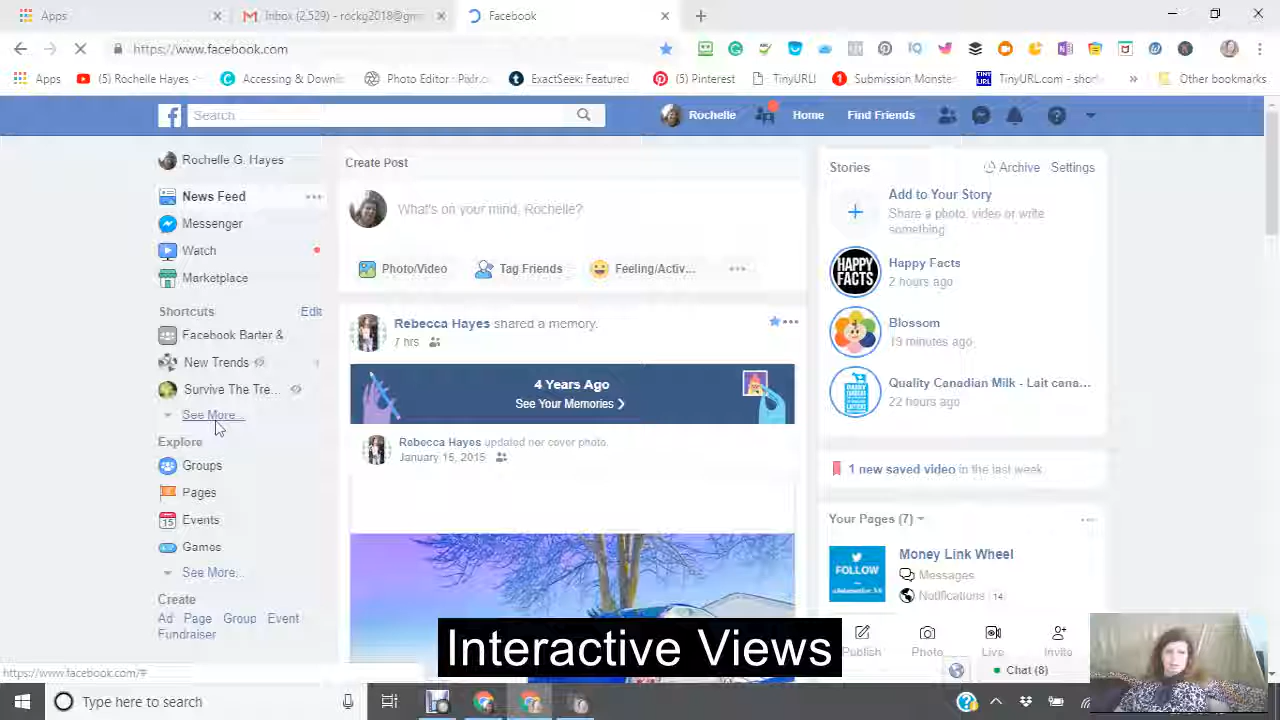 Apps
Inbox (2,529) - rockg2018@gm
Facebook
https://www.facebook.com
Apps
(5) Rochelle Hayes -
Accessing & Downl
Photo Editor : Pixlr.c
ExactSeek: Featured
(5) Pinterest
TinyURL!
Submission Monste
TinyURL.com - short
Other bookmarks
Search
Rochelle
Home
Find Friends
Rochelle G. Hayes
News Feed
Messenger
Watch
Marketplace
Shortcuts
Edit
Facebook Barter &
New Trends
Survive The Tre...
See More...
Explore
Groups
Pages
Events
Games
See More...
Create
Ad Page Group Event
Fundraiser
https://www.facebook.com/#
Create Post
What's on your mind, Rochelle?
Photo/Video
Tag Friends
Feeling/Activ...
Rebecca Hayes shared a memory.
7 hrs
4 Years Ago
See Your Memories
Rebecca Hayes updated her cover photo.
January 15, 2015
Stories
Archive
Settings
Add to Your Story
Share a photo, video or write
something
HAPPY
FACTS
Happy Facts
2 hours ago
Blossom
19 minutes ago
Quality Canadian Milk - Lait cana...
22 hours ago
1 new saved video in the last week
Your Pages (7)
FOLLOW
Money Link Wheel
Messages
Notifications 14
Publish
Photo
Live
Invite
Chat (8)
Interactive Views
Type here to search